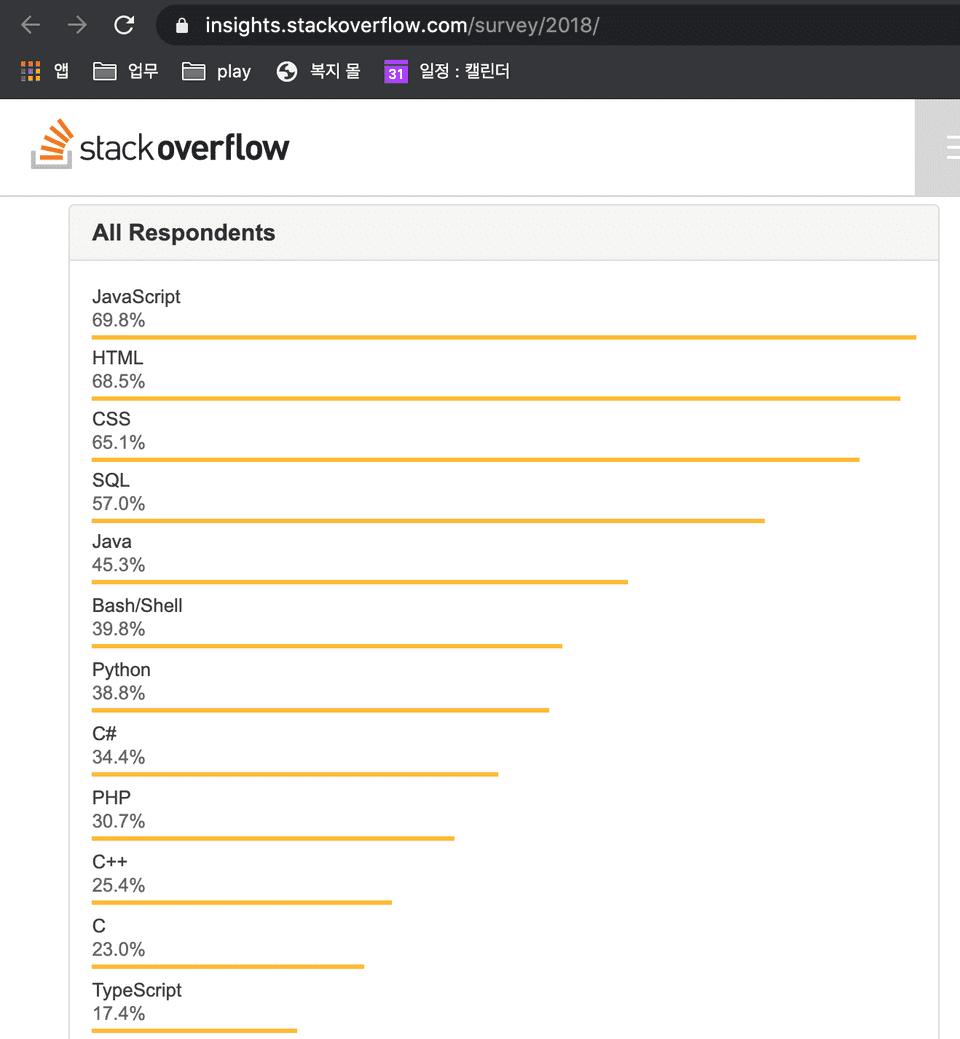 insights.stackoverflow.com/survey/2018/
앱 업무 play 복지 몰 31 일정 : 캘린더
stackoverflow
All Respondents
JavaScript
69.8%
HTML
68.5%
CSS
65.1%
SQL
57.0%
Java
45.3%
Bash/Shell
39.8%
Python
38.8%
C#
34.4%
PHP
30.7%
C++
25.4%
C
23.0%
TypeScript
17.4%